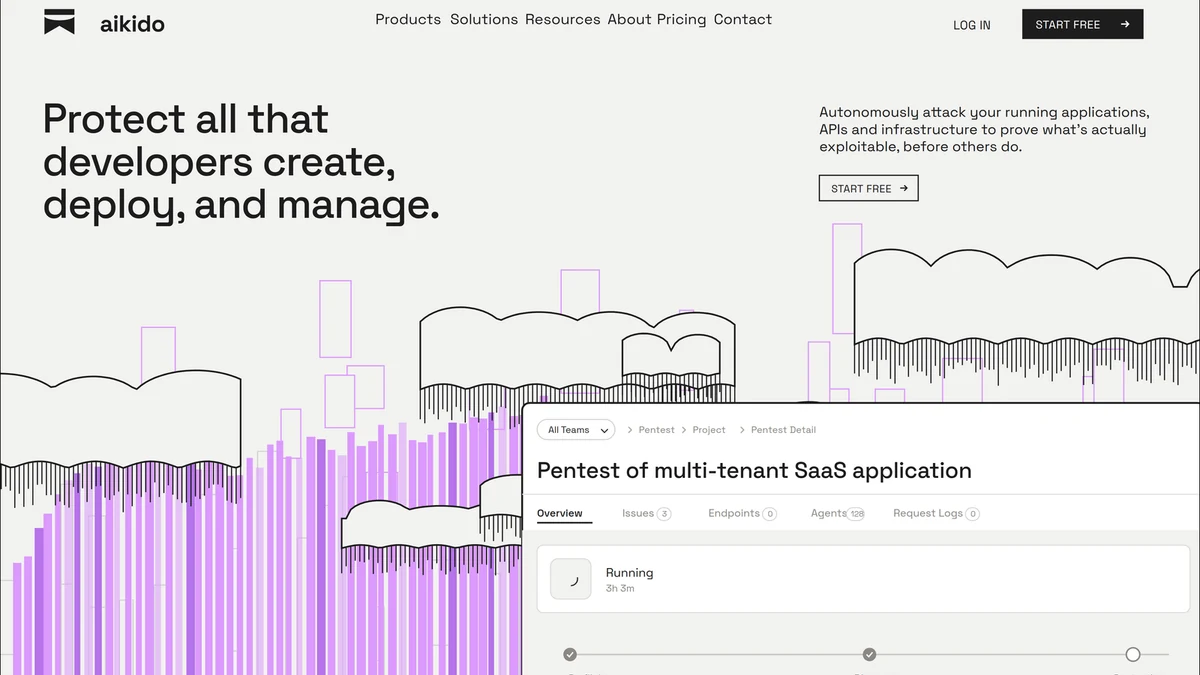 aikido
Products Solutions Resources About Pricing Contact
LOG IN
START FREE →
Protect all that
developers create,
deploy, and manage.
Autonomously attack your running applications,
APIs and infrastructure to prove what's actually
exploitable, before others do.
START FREE →
All Teams > Pentest > Project > Pentest Detail
Pentest of multi-tenant SaaS application
Overview Issues 3 Endpoints 0 Agents 128 Request Logs 0
Running
3h 3m